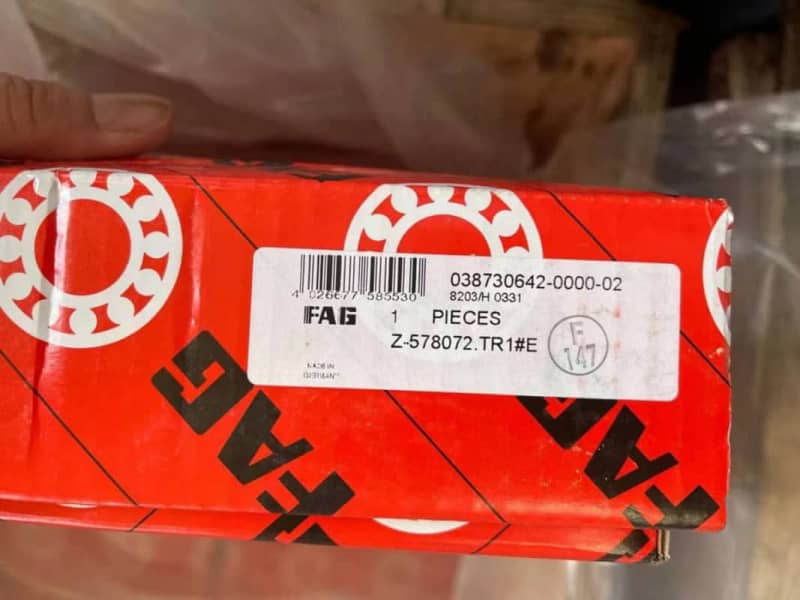 038730642-0000-02
4 026677 585530
8203/H 0331
FAG 1 PIECES
Z-578072.TR1#E
F
147
MADE IN
GERMANY
FAG
FAG